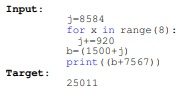 Input:
j=8584
for x in range(8):
j+=920
b=(1500+j)
print((b+7567))
Target:
25011